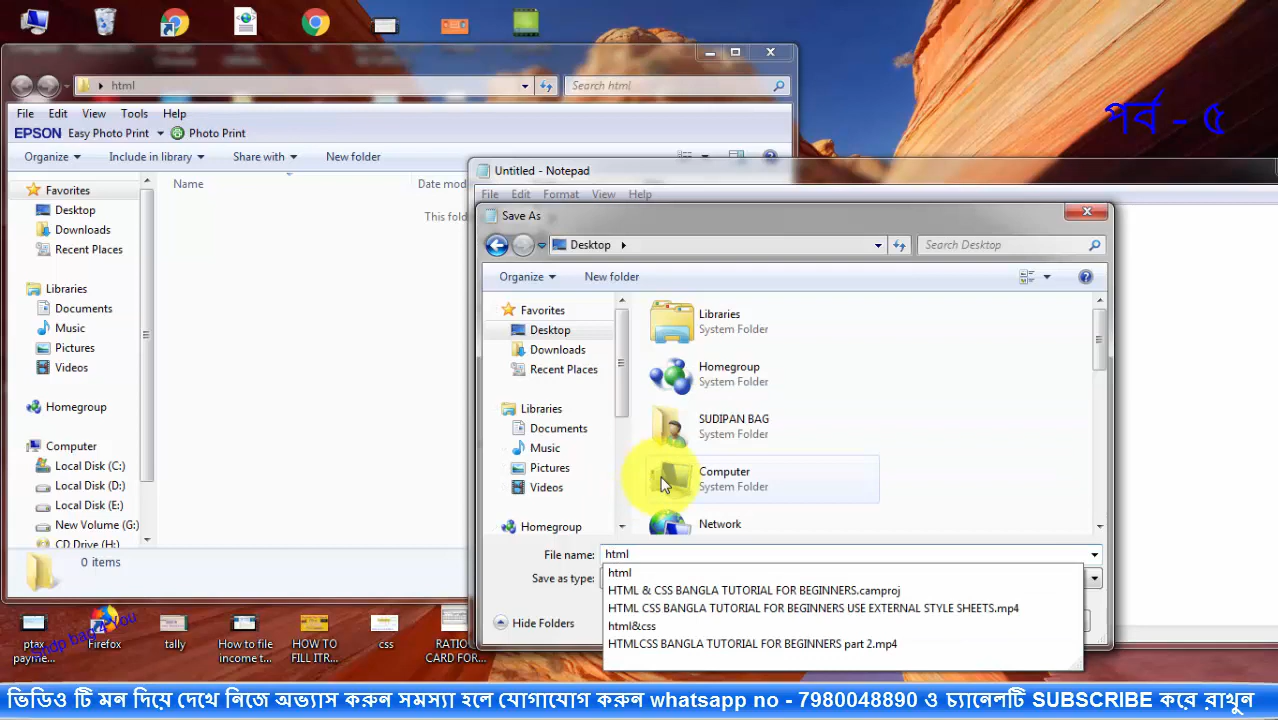 html
Search html
File Edit View Tools Help
EPSON Easy Photo Print Photo Print
Organize Include in library Share with New folder
Favorites
Desktop
Downloads
Recent Places
Libraries
Documents
Music
Pictures
Videos
Homegroup
Computer
Local Disk (C:)
Local Disk (D:)
Local Disk (E:)
New Volume (G:)
CD Drive (H:)
Name
Date mod
This fold
0 items
পর্ব - ৫
Untitled - Notepad
File Edit Format View Help
Save As
Desktop
Search Desktop
Organize New folder
Favorites
Desktop
Downloads
Recent Places
Libraries
Documents
Music
Pictures
Videos
Homegroup
Libraries
System Folder
Homegroup
System Folder
SUDIPAN BAG
System Folder
Computer
System Folder
Network
File name: html
Save as type:
html
HTML & CSS BANGLA TUTORIAL FOR BEGINNERS.camproj
HTML CSS BANGLA TUTORIAL FOR BEGINNERS USE EXTERNAL STYLE SHEETS.mp4
html&css
HTMLCSS BANGLA TUTORIAL FOR BEGINNERS part 2.mp4
Hide Folders
ptax
payme...
Firefox
How to file
income t...
HOW TO
FILL ITR...
css
RATIO
CARD FOR...
bag 4 You
ভিডিও টি মন দিয়ে দেখে নিজে অভ্যাস করুন সমস্যা হলে যোগাযোগ করুন whatsapp no - 7980048890 ও চ্যানেলটি SUBSCRIBE করে রাখুন